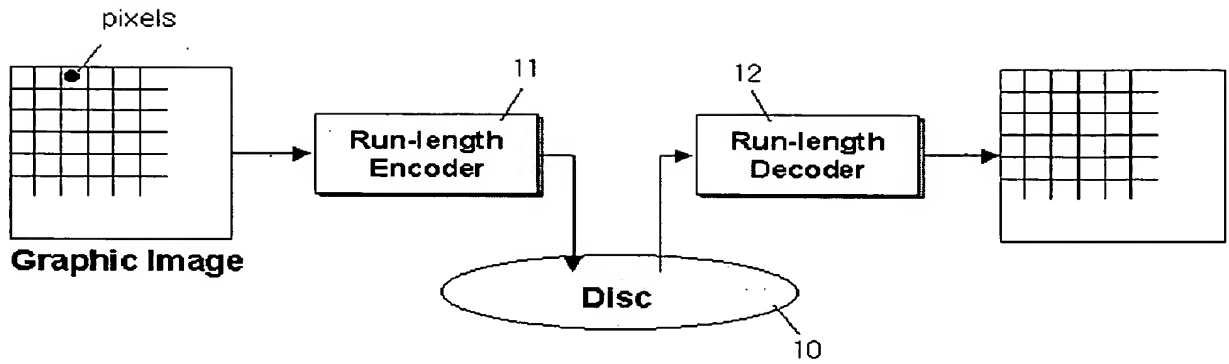 pixels
11
12
Run-length
Encoder
Run-length
Decoder
Graphic Image
Disc
10